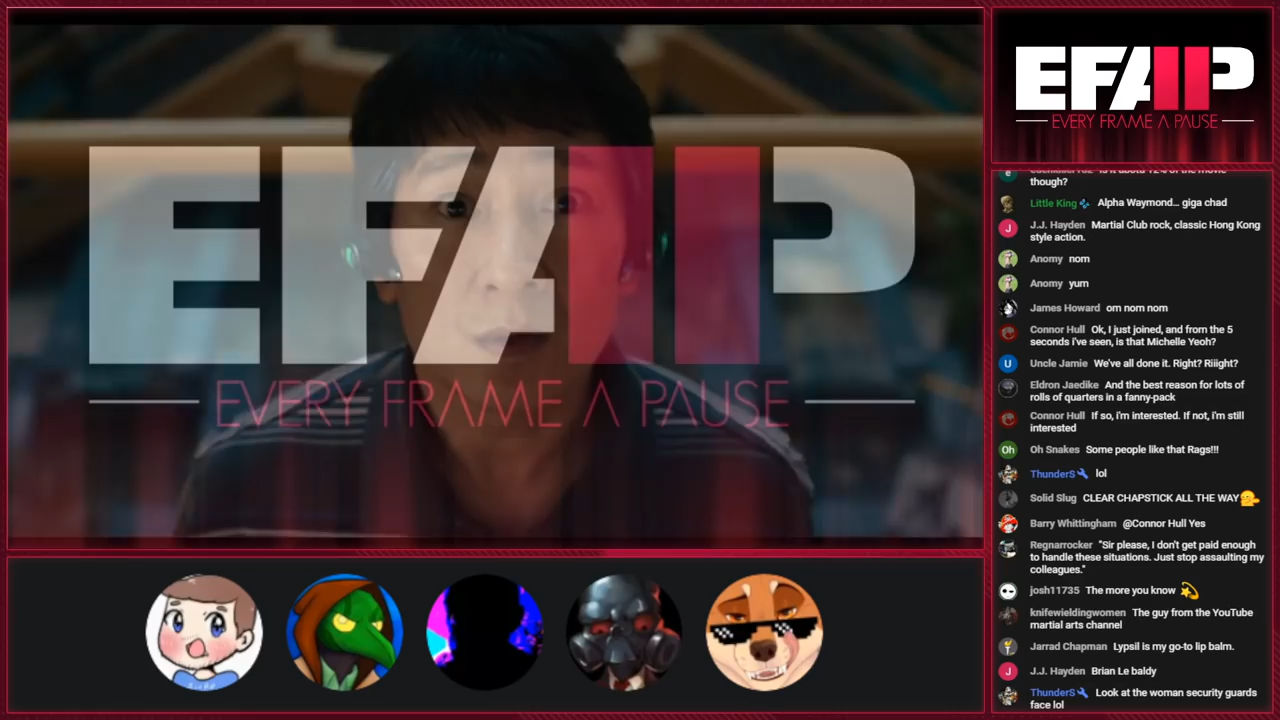 EFAP
EVERY FRAME A PAUSE
EFAP
EVERY FRAME A PAUSE
though?
Little King Alpha Waymond... giga chad
J.J. Hayden Martial Club rock, classic Hong Kong
style action.
Anomy nom
Anomy yum
James Howard om nom nom
Connor Hull Ok, I just joined, and from the 5
seconds i've seen, is that Michelle Yeoh?
Uncle Jamie We've all done it. Right? Riiight?
Eldron Jaedike And the best reason for lots of
rolls of quarters in a fanny-pack
Connor Hull If so, i'm interested. If not, i'm still
interested
Oh Oh Snakes Some people like that Rags!!!
ThunderS lol
Solid Slug CLEAR CHAPSTICK ALL THE WAY
Barry Whittingham @Connor Hull Yes
Regnarrocker "Sir please, I don't get paid enough
to handle these situations. Just stop assaulting my
colleagues."
josh11735 The more you know
knifewieldingwomen The guy from the YouTube
martial arts channel
Jarrad Chapman Lypsil is my go-to lip balm.
J.J. Hayden Brian Le baldy
ThunderS Look at the woman security guards
face lol